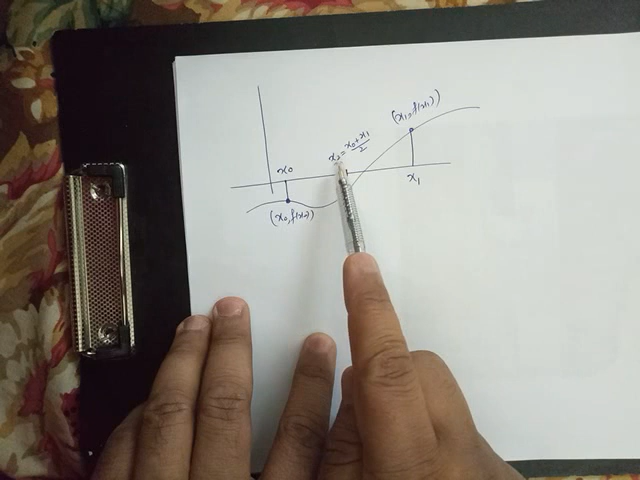 (x₁, f(x₁))
x₂ = x₀+x₁/2
x₀
x₁
(x₀, f(x₀))